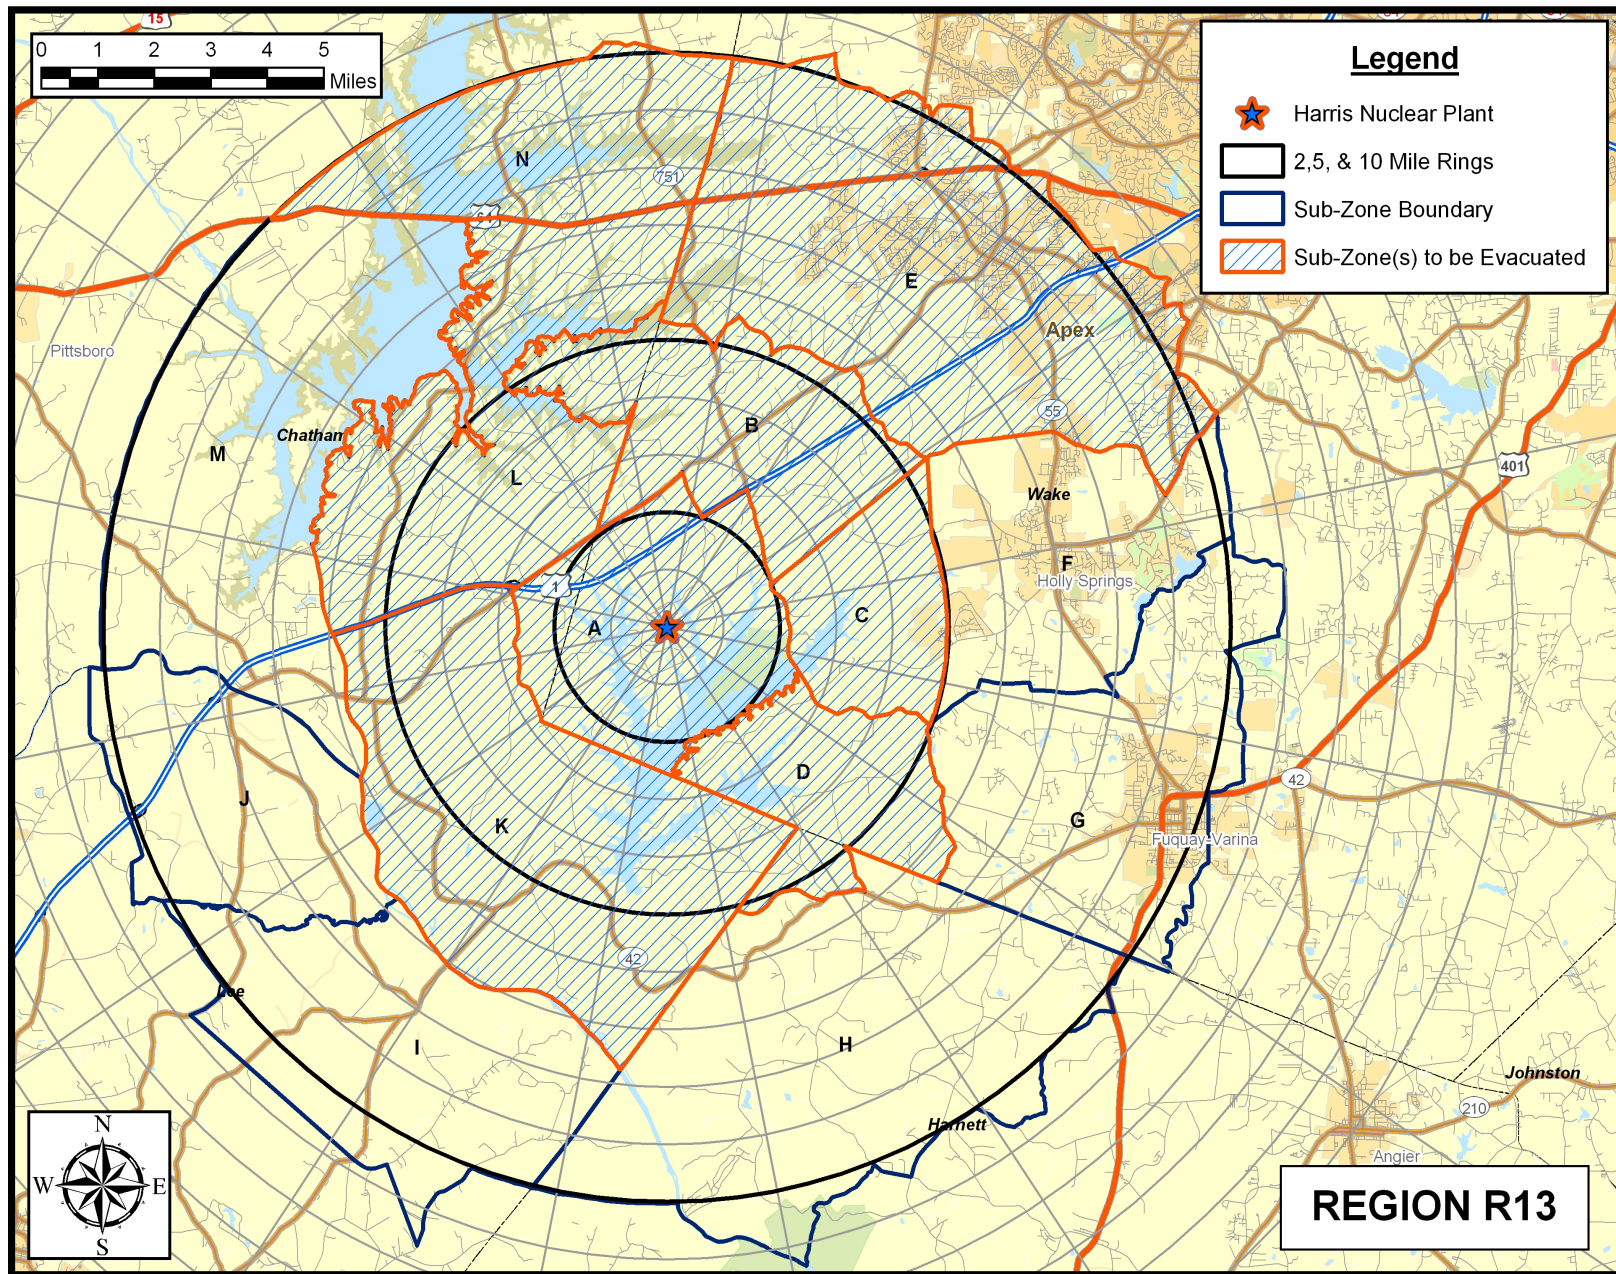 15
0 1 2 3 4 5
Miles
Legend
Harris Nuclear Plant
2,5, & 10 Mile Rings
Sub-Zone Boundary
Sub-Zone(s) to be Evacuated
N
751
64
E
Apex
Pittsboro
55
B
Chatham
M
L
401
Wake
F
Holly Springs
1
A
C
D
42
J
K
G
Fuquay-Varina
42
Lee
I
H
Johnston
210
Harnett
Angier
N
W E
S
REGION R13